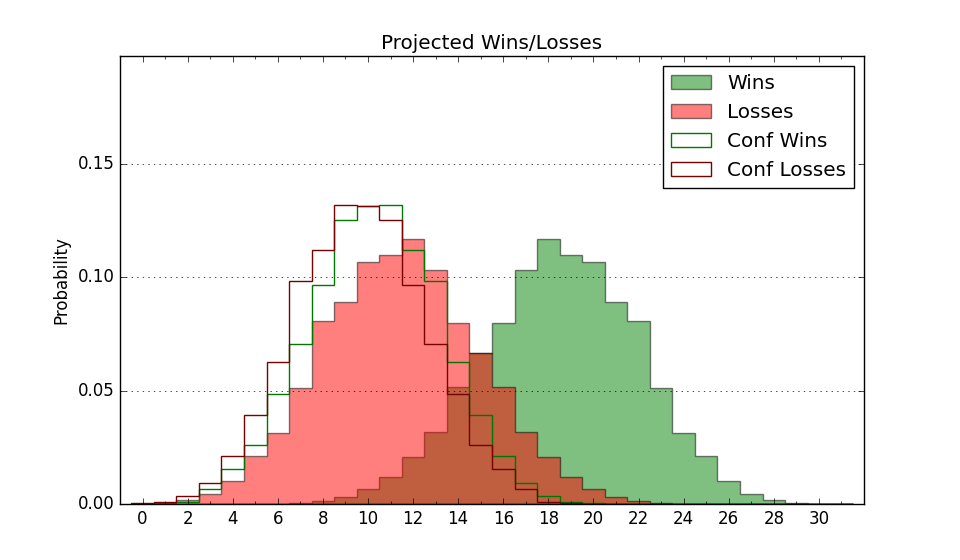 Projected Wins/Losses
Wins
Losses
Conf Wins
Conf Losses
Probability
0.15
0.10
0.05
0.00
0 2 4 6 8 10 12 14 16 18 20 22 24 26 28 30